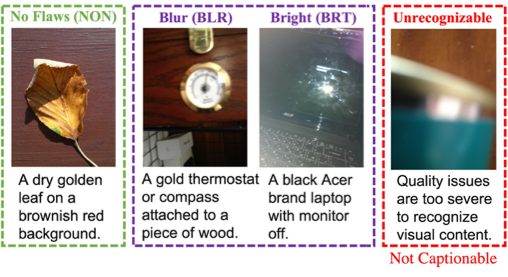 No Flaws (NON)
A dry golden
leaf on a
brownish red
background.
Blur (BLR)
A gold thermostat
or compass
attached to a
piece of wood.
Bright (BRT)
A black Acer
brand laptop
with monitor
off.
Unrecognizable
Quality issues
are too severe
to recognize
visual content.
Not Captionable